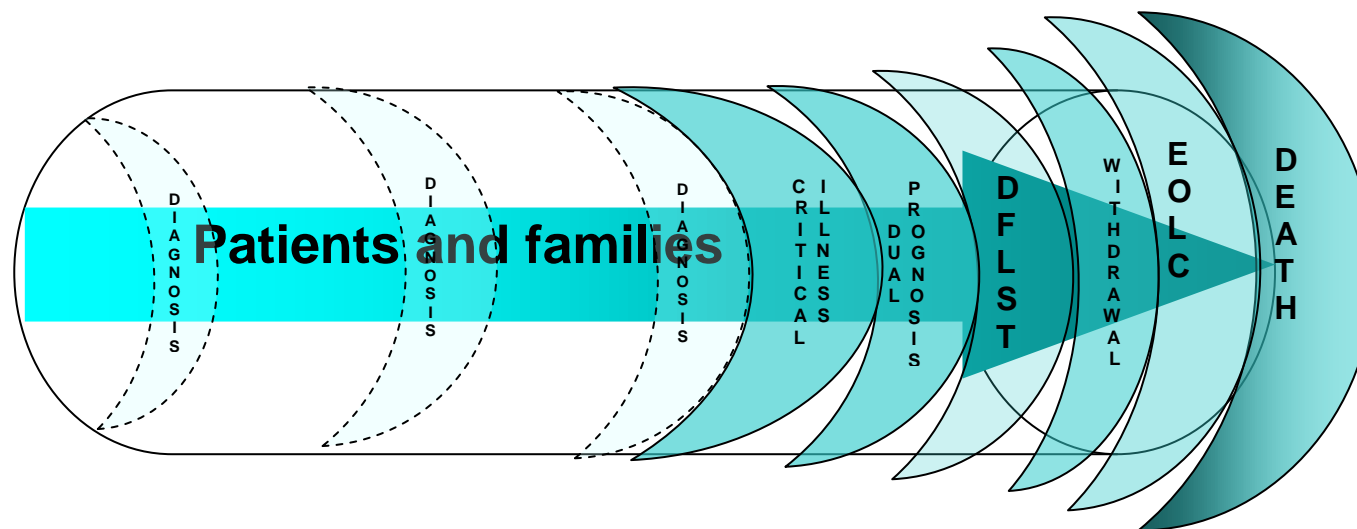 DIAGNOSIS
Patients and families
DIAGNOSIS
DIAGNOSIS
CRITICAL
ILLNESS
DUAL
PROGNOSIS
DFLST
WITHDRAWAL
EOLC
DEATH